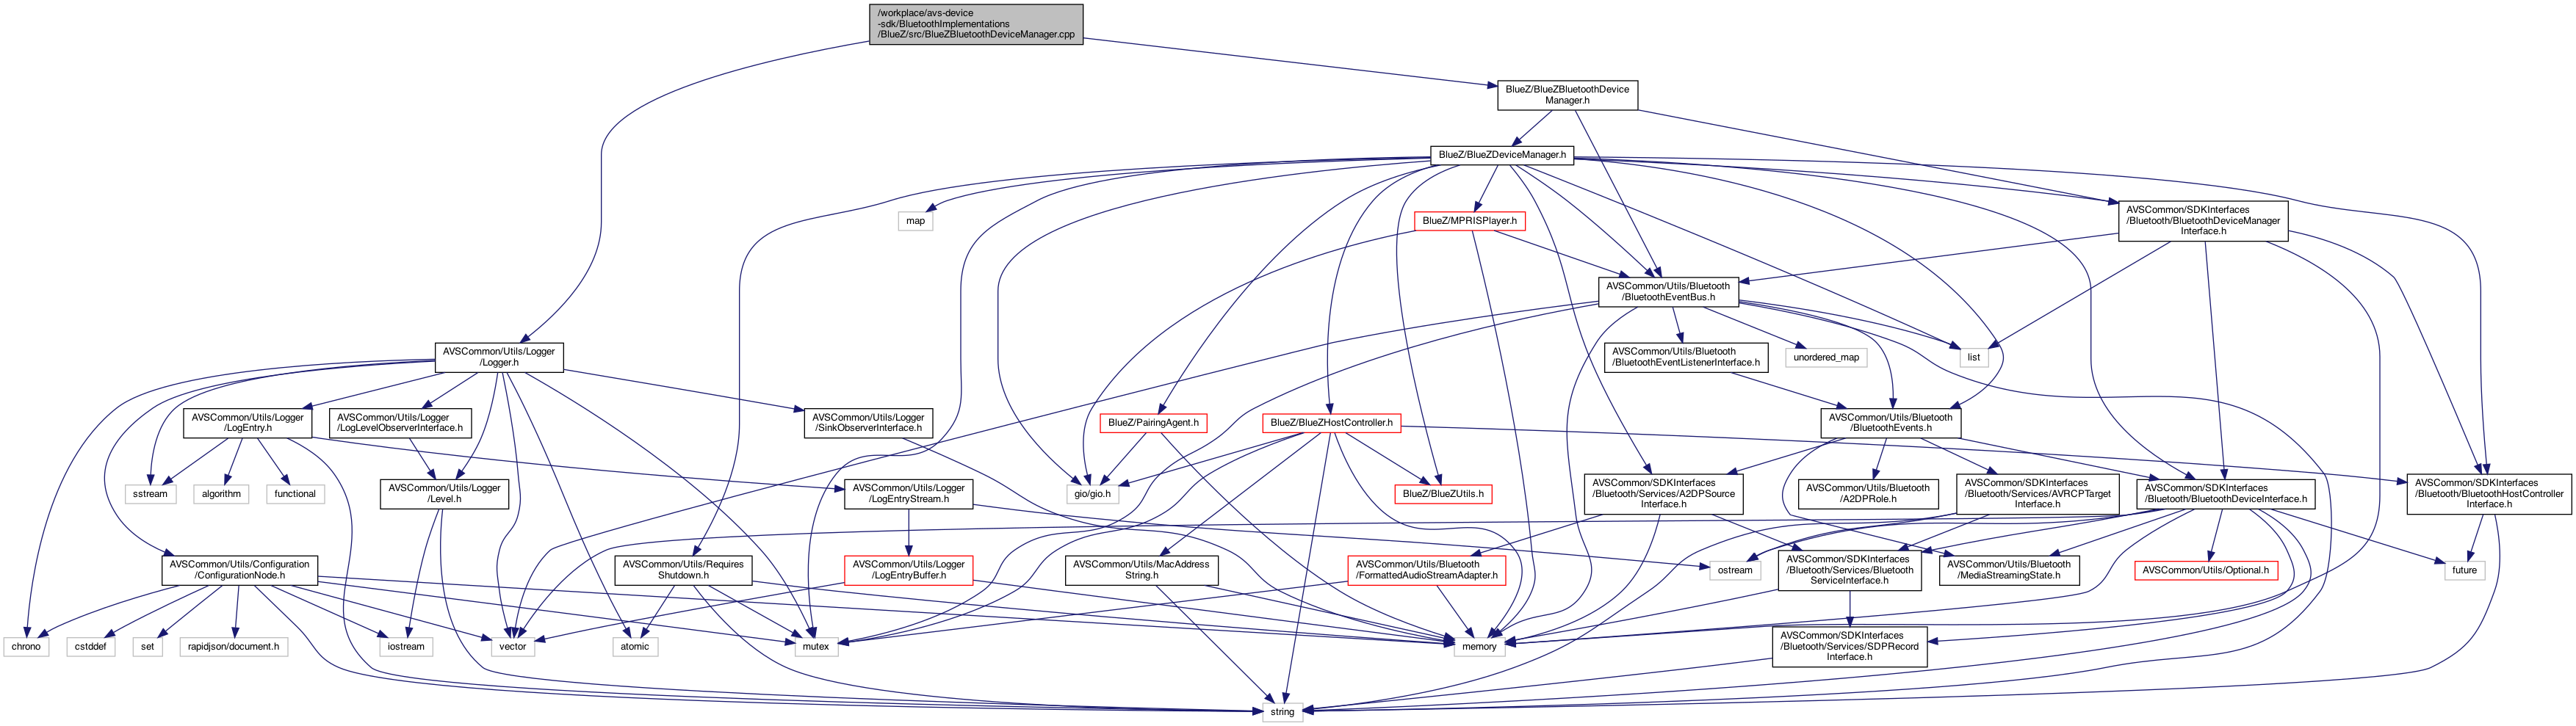 /workplace/avs-device
-sdk/BluetoothImplementations
/BlueZ/src/BlueZBluetoothDeviceManager.cpp
BlueZ/BlueZBluetoothDevice
Manager.h
BlueZ/BlueZDeviceManager.h
map
BlueZ/MPRISPlayer.h
AVSCommon/SDKInterfaces
/Bluetooth/BluetoothDeviceManager
Interface.h
AVSCommon/Utils/Bluetooth
/BluetoothEventBus.h
AVSCommon/Utils/Logger
/Logger.h
AVSCommon/Utils/Bluetooth
/BluetoothEventListenerInterface.h
unordered_map
list
AVSCommon/Utils/Logger
/LogEntry.h
AVSCommon/Utils/Logger
/LogLevelObserverInterface.h
AVSCommon/Utils/Logger
/SinkObserverInterface.h
BlueZ/PairingAgent.h
BlueZ/BlueZHostController.h
AVSCommon/Utils/Bluetooth
/BluetoothEvents.h
sstream
algorithm
functional
AVSCommon/Utils/Logger
/Level.h
AVSCommon/Utils/Logger
/LogEntryStream.h
gio/gio.h
BlueZ/BlueZUtils.h
AVSCommon/SDKInterfaces
/Bluetooth/Services/A2DPSource
Interface.h
AVSCommon/Utils/Bluetooth
/A2DPRole.h
AVSCommon/SDKInterfaces
/Bluetooth/Services/AVRCPTarget
Interface.h
AVSCommon/SDKInterfaces
/Bluetooth/BluetoothDeviceInterface.h
AVSCommon/SDKInterfaces
/Bluetooth/BluetoothHostController
Interface.h
AVSCommon/Utils/Configuration
/ConfigurationNode.h
AVSCommon/Utils/Requires
Shutdown.h
AVSCommon/Utils/Logger
/LogEntryBuffer.h
AVSCommon/Utils/MacAddress
String.h
AVSCommon/Utils/Bluetooth
/FormattedAudioStreamAdapter.h
ostream
AVSCommon/SDKInterfaces
/Bluetooth/Services/Bluetooth
ServiceInterface.h
AVSCommon/Utils/Bluetooth
/MediaStreamingState.h
AVSCommon/Utils/Optional.h
future
chrono
cstddef
set
rapidjson/document.h
iostream
vector
atomic
mutex
memory
AVSCommon/SDKInterfaces
/Bluetooth/Services/SDPRecord
Interface.h
string